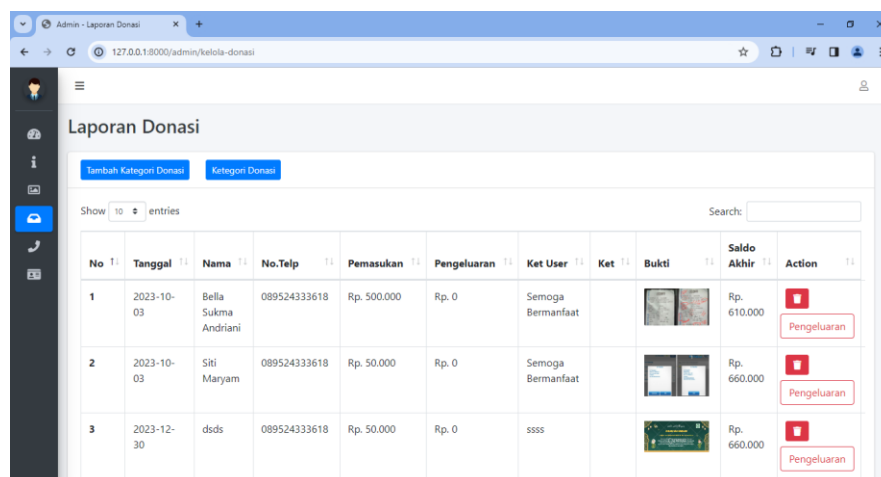 Admin - Laporan Donasi
127.0.0.1:8000/admin/kelola-donasi
Laporan Donasi
Tambah Kategori Donasi Ketegori Donasi
Show 10 entries Search:
No Tanggal Nama No.Telp Pemasukan Pengeluaran Ket User Ket Bukti Saldo Akhir Action
1 2023-10-03 Bella Sukma Andriani 089524333618 Rp. 500.000 Rp. 0 Semoga Bermanfaat Rp. 610.000
Pengeluaran
2 2023-10-03 Siti Maryam 089524333618 Rp. 50.000 Rp. 0 Semoga Bermanfaat Rp. 660.000
Pengeluaran
3 2023-12-30 dsds 089524333618 Rp. 50.000 Rp. 0 ssss Rp. 660.000
Pengeluaran